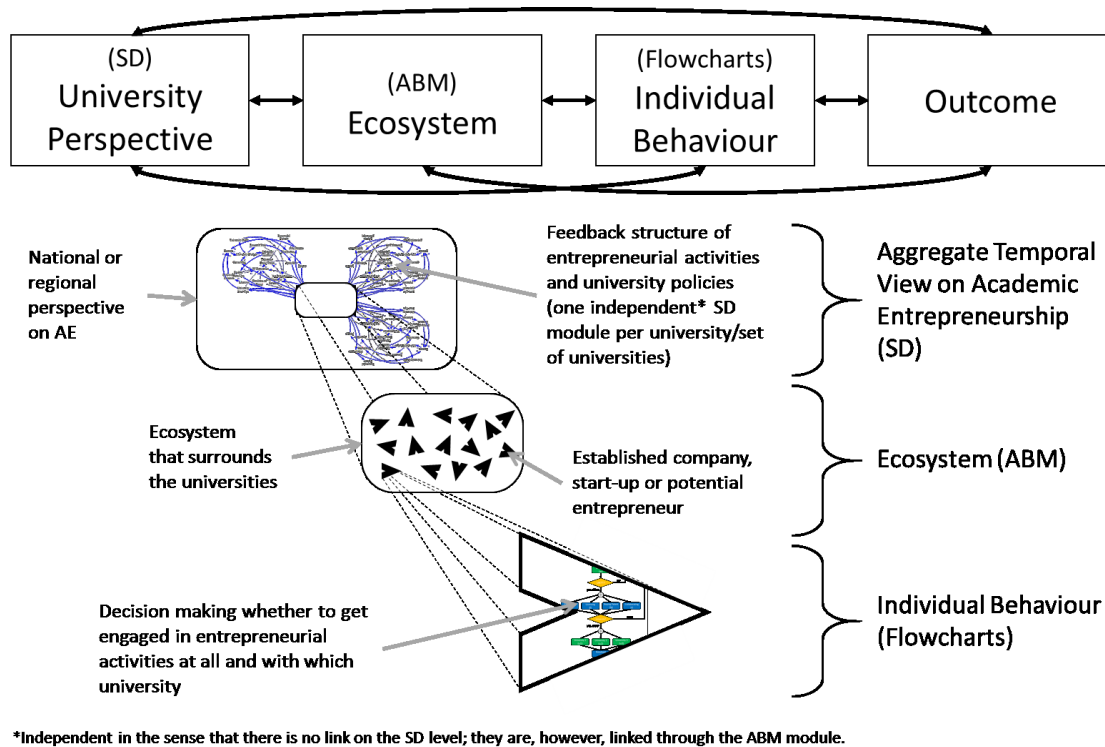 (SD)
University
Perspective
(ABM)
Ecosystem
(Flowcharts)
Individual
Behaviour
Outcome
National or
regional
perspective
on AE
Feedback structure of
entrepreneurial activities
and university policies
(one independent* SD
module per university/set
of universities)
Aggregate Temporal
View on Academic
Entrepreneurship
(SD)
Ecosystem
that surrounds
the universities
Established company,
start-up or potential
entrepreneur
Ecosystem (ABM)
Decision making whether to get
engaged in entrepreneurial
activities at all and with which
university
Individual Behaviour
(Flowcharts)
*Independent in the sense that there is no link on the SD level; they are, however, linked through the ABM module.